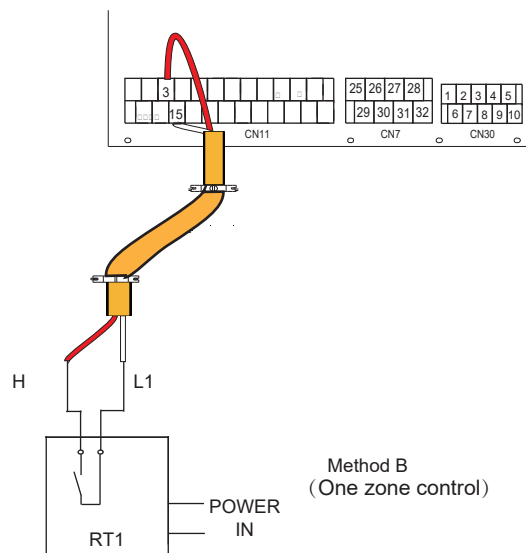 3
25 26 27 28
1 2 3 4 5
15
29 30 31 32
6 7 8 9 10
CN11
CN7
CN30
H
L1
Method B
（One zone control）
POWER
IN
RT1